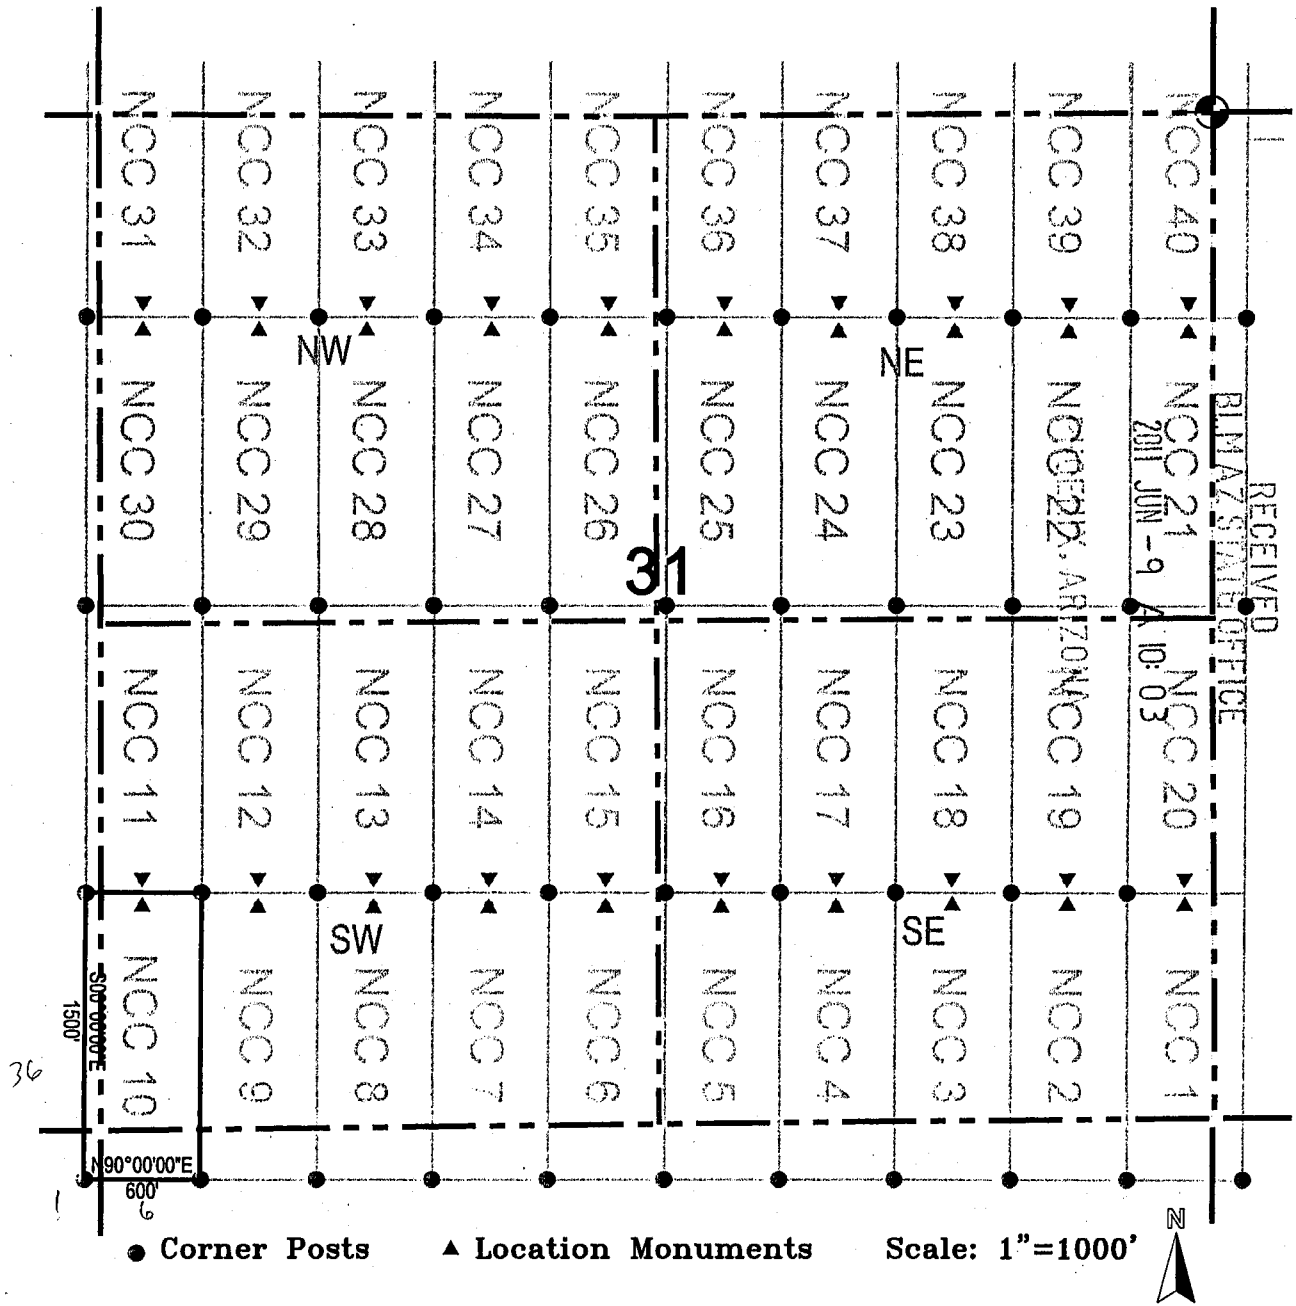 NCC 31
NCC 32
NCC 33
NCC 34
NCC 35
NCC 36
NCC 37
NCC 38
NCC 39
NCC 40
NW
NE
NCC 30
NCC 29
NCC 28
NCC 27
NCC 26
NCC 25
NCC 24
NCC 23
NCC 22
NCC 21
RECEIVED
BLM AZ STATE OFFICE
2011 JUN -9 A 10: 03
PHOENIX, ARIZONA
31
NCC 11
NCC 12
NCC 13
NCC 14
NCC 15
NCC 16
NCC 17
NCC 18
NCC 19
NCC 20
SW
SE
NCC 10
NCC 9
NCC 8
NCC 7
NCC 6
NCC 5
NCC 4
NCC 3
NCC 2
NCC 1
S00°00'00"E
1500'
36
N90°00'00"E
600'
1
6
N
Corner Posts
Location Monuments
Scale: 1"=1000'